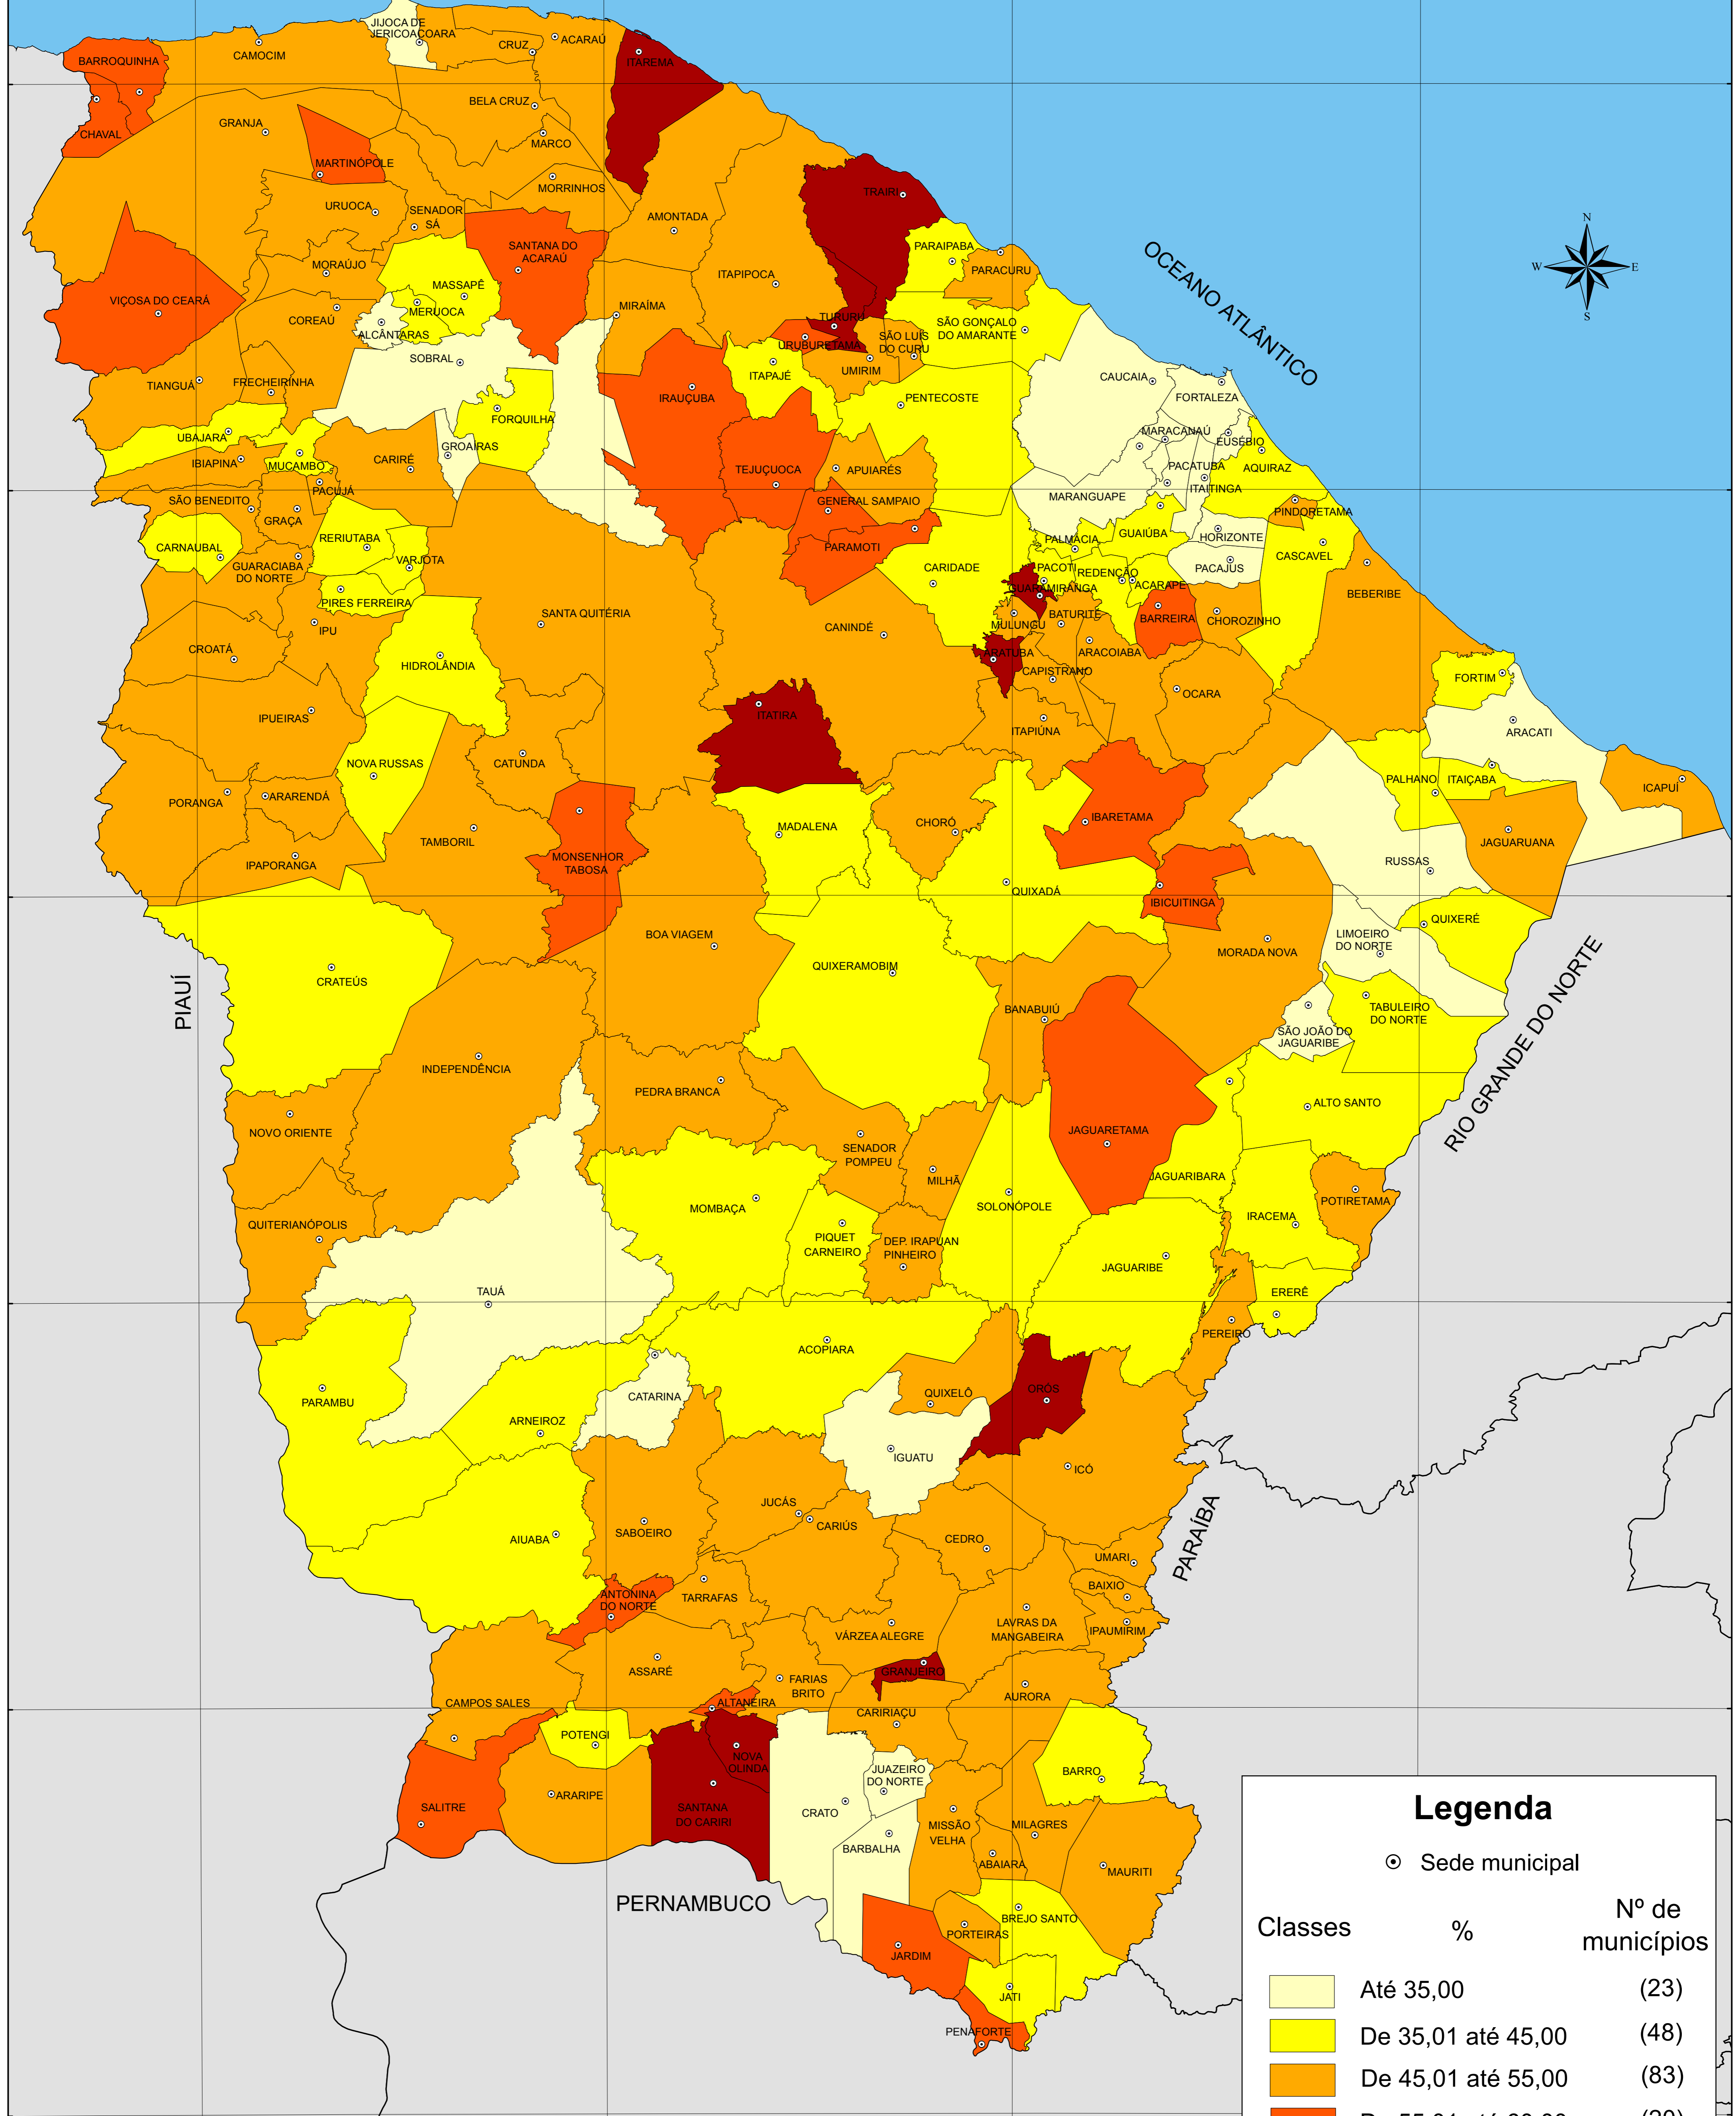 JIJOCA DE
JERICOACOARA
CRUZ
ACARAÚ
BARROQUINHA
CAMOCIM
ITAREMA
BELA CRUZ
CHAVAL
GRANJA
MARCO
MARTINÓPOLE
MORRINHOS
TRAIRI
URUOCA
SENADOR
SÁ
AMONTADA
N
W
E
S
SANTANA DO
ACARAÚ
PARAIPABA
PARACURU
OCEANO ATLÂNTICO
MORAÚJO
ITAPIPOCA
MASSAPÊ
VIÇOSA DO CEARÁ
MIRAÍMA
MERUOCA
COREAÚ
TURURU
SÃO GONÇALO
DO AMARANTE
ALCÂNTARAS
SÃO LUÍS
DO CURU
URUBURETAMA
SOBRAL
UMIRIM
ITAPAJÉ
TIANGUÁ
FRECHEIRINHA
CAUCAIA
FORTALEZA
IRAUÇUBA
PENTECOSTE
FORQUILHA
UBAJARA
MARACANAÚ
EUSÉBIO
GROAÍRAS
IBIAPINA
MUCAMBO
CARIRÉ
TEJUÇUOCA
APUIARÉS
PACATUBA
AQUIRAZ
ITAITINGA
PACUJÁ
MARANGUAPE
SÃO BENEDITO
GENERAL SAMPAIO
PINDORETAMA
GRAÇA
CARNAUBAL
RERIUTABA
PALMÁCIA
GUAIÚBA
HORIZONTE
PARAMOTI
CASCAVEL
VARJOTA
GUARACIABA
DO NORTE
CARIDADE
PACOTI
REDENÇÃO
PACAJUS
ACARAPE
GUARAMIRANGA
BEBERIBE
PIRES FERREIRA
SANTA QUITÉRIA
BATURITÉ
BARREIRA
CHOROZINHO
IPU
CANINDÉ
MULUNGU
CROATÁ
ARATUBA
ARACOIABA
HIDROLÂNDIA
CAPISTRANO
FORTIM
OCARA
IPUEIRAS
ITATIRA
ITAPIÚNA
ARACATI
NOVA RUSSAS
CATUNDA
PALHANO
ITAIÇABA
ICAPUÍ
PORANGA
ARARENDÁ
IBARETAMA
MADALENA
CHORÓ
TAMBORIL
JAGUARUANA
IPAPORANGA
MONSENHOR
TABOSA
RUSSAS
QUIXADÁ
IBICUITINGA
QUIXERÉ
BOA VIAGEM
LIMOEIRO
DO NORTE
MORADA NOVA
QUIXERAMOBIM
CRATEÚS
PIAUÍ
BANABUIÚ
TABULEIRO
DO NORTE
SÃO JOÃO DO
JAGUARIBE
RIO GRANDE DO NORTE
INDEPENDÊNCIA
PEDRA BRANCA
ALTO SANTO
NOVO ORIENTE
JAGUARETAMA
SENADOR
POMPEU
JAGUARIBARA
MILHÃ
MOMBAÇA
SOLONÓPOLE
POTIRETAMA
IRACEMA
QUITERIANÓPOLIS
PIQUET
CARNEIRO
DEP. IRAPUAN
PINHEIRO
JAGUARIBE
TAUÁ
ERERÊ
PEREIRO
ACOPIARA
PARAMBU
CATARINA
QUIXELÔ
ORÓS
ARNEIROZ
IGUATU
ICÓ
JUCÁS
CARIÚS
SABOEIRO
AIUABA
CEDRO
PARAÍBA
UMARI
BAIXIO
ANTONINA
DO NORTE
TARRAFAS
LAVRAS DA
MANGABEIRA
IPAUMIRIM
VÁRZEA ALEGRE
ASSARÉ
GRANJEIRO
FARIAS
BRITO
AURORA
CAMPOS SALES
ALTANEIRA
CARIRIAÇU
POTENGI
NOVA
OLINDA
JUAZEIRO
DO NORTE
BARRO
ARARIPE
SALITRE
SANTANA
DO CARIRI
CRATO
MISSÃO
VELHA
MILAGRES
BARBALHA
ABAIARA
MAURITI
PERNAMBUCO
BREJO SANTO
PORTEIRAS
JARDIM
JATI
PENAFORTE
Legenda
Sede municipal
Classes % Nº de
municípios
Até 35,00 (23)
De 35,01 até 45,00 (48)
De 45,01 até 55,00 (83)